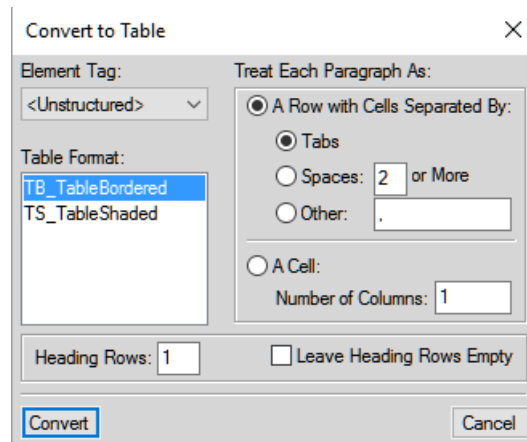 Convert to Table
Element Tag:
<Unstructured>
Table Format:
TB_TableBordered
TS_TableShaded
Treat Each Paragraph As:
A Row with Cells Separated By:
Tabs
Spaces: 2 or More
Other: ,
A Cell:
Number of Columns: 1
Heading Rows: 1
Leave Heading Rows Empty
Convert
Cancel